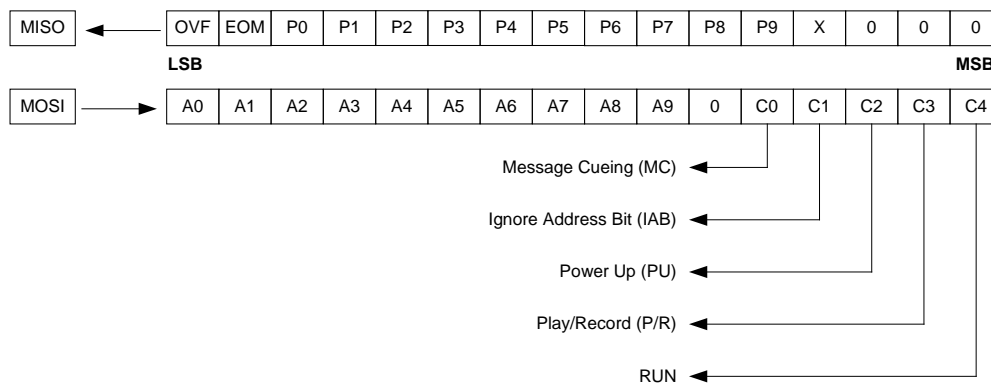 MISO OVF EOM P0 P1 P2 P3 P4 P5 P6 P7 P8 P9 X 0 0 0
LSB MSB
MOSI A0 A1 A2 A3 A4 A5 A6 A7 A8 A9 0 C0 C1 C2 C3 C4
Message Cueing (MC)
Ignore Address Bit (IAB)
Power Up (PU)
Play/Record (P/R)
RUN